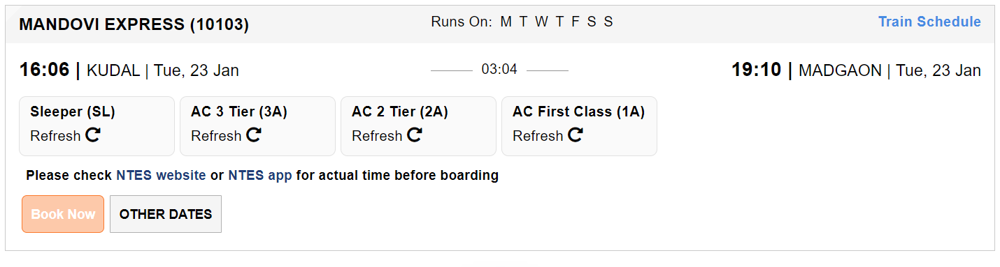 MANDOVI EXPRESS (10103) Runs On: M T W T F S S Train Schedule
16:06 | KUDAL | Tue, 23 Jan 03:04 19:10 | MADGAON | Tue, 23 Jan
Sleeper (SL) AC 3 Tier (3A) AC 2 Tier (2A) AC First Class (1A)
Refresh Refresh Refresh Refresh
Please check NTES website or NTES app for actual time before boarding
Book Now OTHER DATES